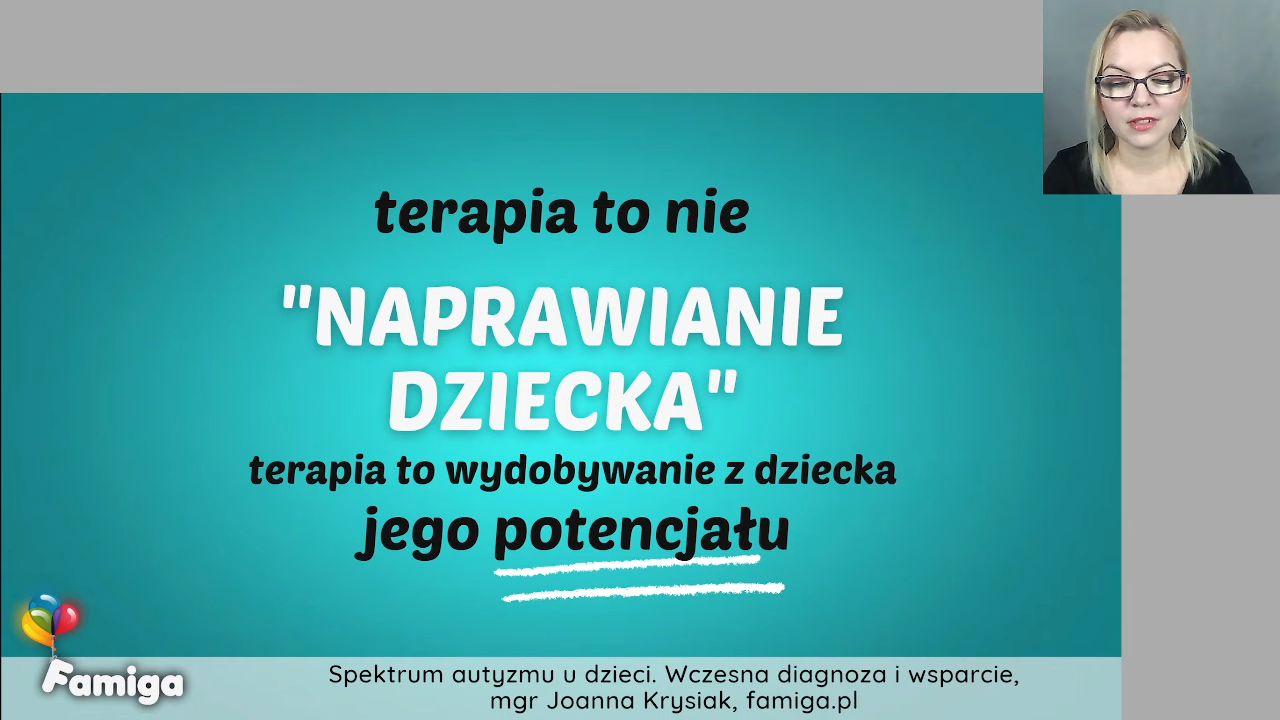 terapia to nie
"NAPRAWIANIE
DZIECKA"
terapia to wydobywanie z dziecka
jego potencjału
Famiga
Spektrum autyzmu u dzieci. Wczesna diagnoza i wsparcie,
mgr Joanna Krysiak, famiga.pl